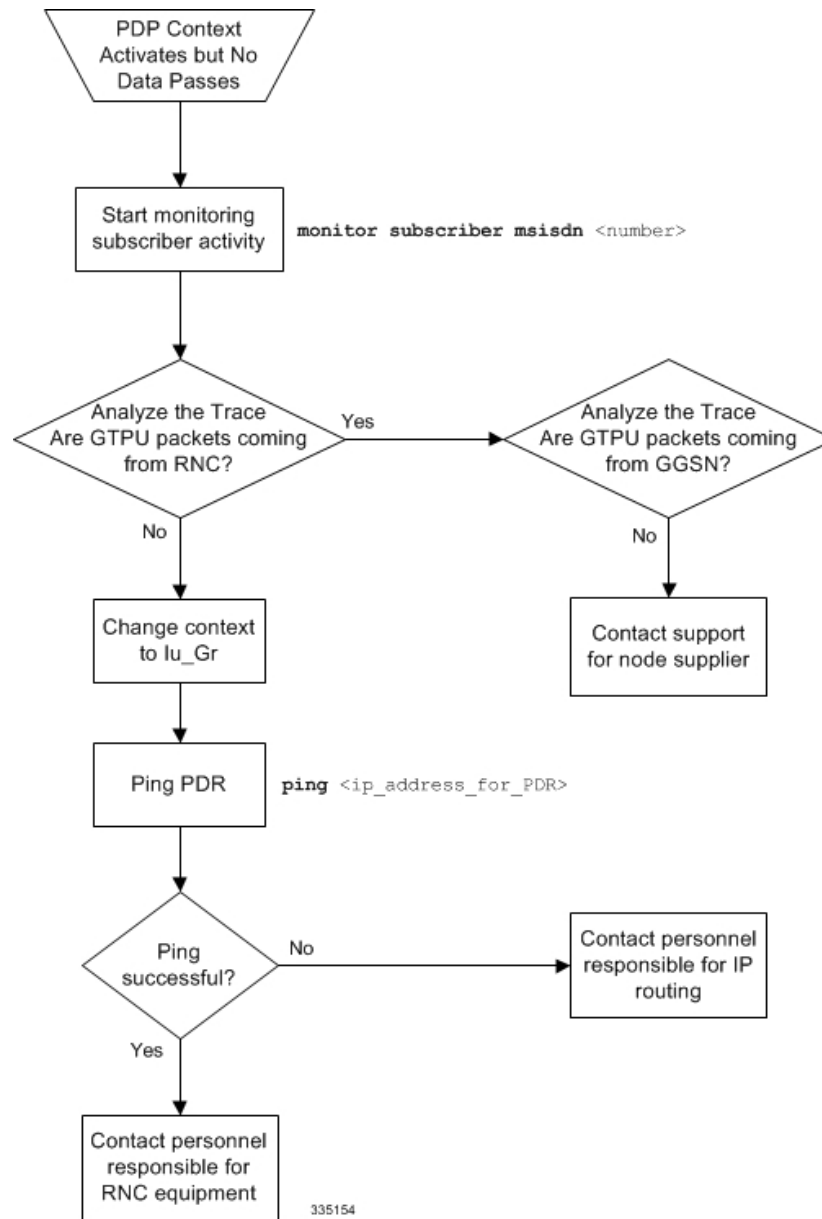 PDP Context
Activates but No
Data Passes
Start monitoring
subscriber activity
monitor subscriber msisdn <number>
Analyze the Trace
Are GTPU packets coming
from RNC?
Yes
Analyze the Trace
Are GTPU packets coming
from GGSN?
No
No
Change context
to Iu_Gr
Contact support
for node supplier
Ping PDR
ping <ip_address_for_PDR>
Ping
successful?
No
Contact personnel
responsible for IP
routing
Yes
Contact personnel
responsible for
RNC equipment
335154